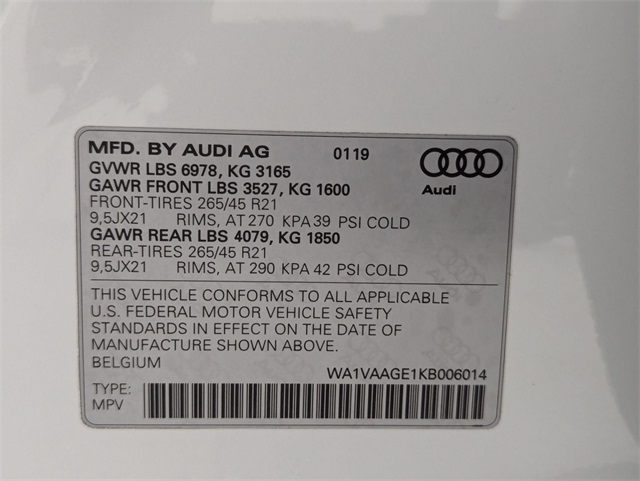 MFD. BY AUDI AG 0119
GVWR LBS 6978, KG 3165
GAWR FRONT LBS 3527, KG 1600 Audi
FRONT-TIRES 265/45 R21
9,5JX21 RIMS, AT 270 KPA 39 PSI COLD
GAWR REAR LBS 4079, KG 1850
REAR-TIRES 265/45 R21
9,5JX21 RIMS, AT 290 KPA 42 PSI COLD
THIS VEHICLE CONFORMS TO ALL APPLICABLE
U.S. FEDERAL MOTOR VEHICLE SAFETY
STANDARDS IN EFFECT ON THE DATE OF
MANUFACTURE SHOWN ABOVE.
BELGIUM WA1VAAGE1KB006014
TYPE:
MPV